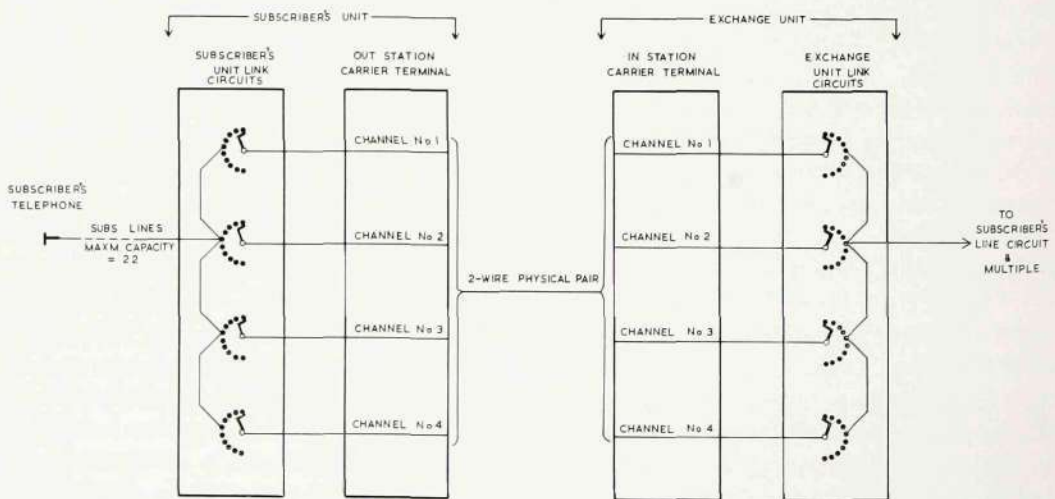 SUBSCRIBER'S UNIT
EXCHANGE UNIT
SUBSCRIBER'S
UNIT LINK
CIRCUITS
OUT STATION
CARRIER TERMINAL
IN STATION
CARRIER TERMINAL
EXCHANGE
UNIT LINK
CIRCUITS
SUBSCRIBER'S
TELEPHONE
SUBS LINES
MAXM. CAPACITY
= 22
CHANNEL No 1
CHANNEL No 2
CHANNEL No 3
CHANNEL No 4
2-WIRE PHYSICAL PAIR
CHANNEL No 1
CHANNEL No 2
CHANNEL No 3
CHANNEL No 4
TO
SUBSCRIBER'S
LINE CIRCUIT
&
MULTIPLE